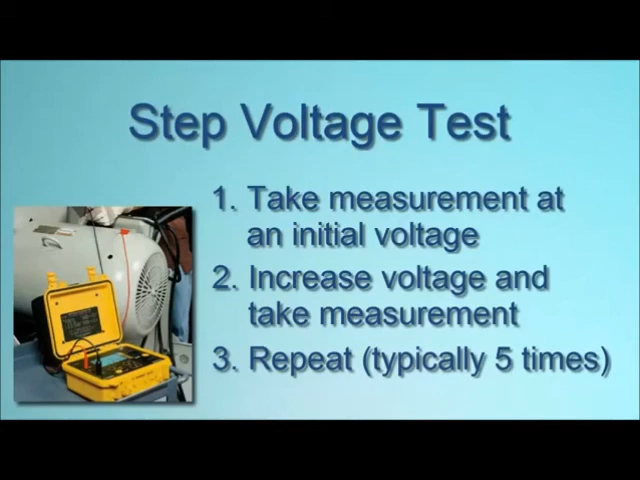 Step Voltage Test
1. Take measurement at
an initial voltage
2. Increase voltage and
take measurement
3. Repeat (typically 5 times)